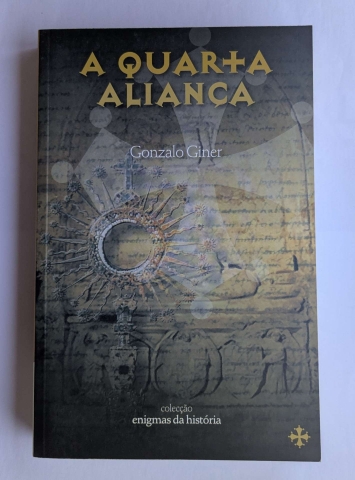 A QUARTA
ALIANÇA
Gonzalo Giner
colecção
enigmas da história